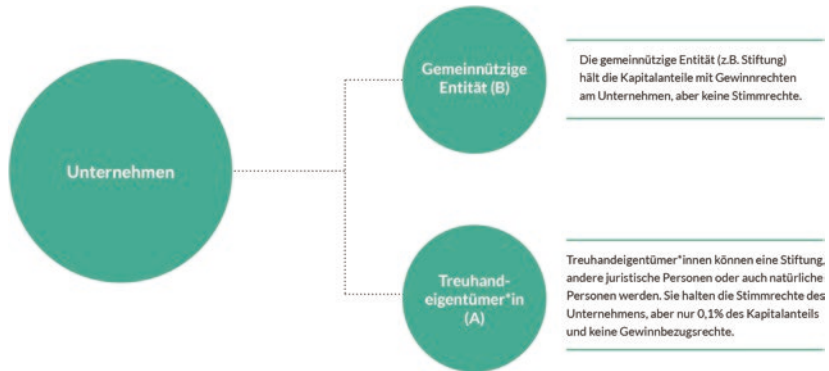 Unternehmen
Gemeinnützige
Entität (B)
Die gemeinnützige Entität (z.B. Stiftung)
hält die Kapitalanteile mit Gewinnrechten
am Unternehmen, aber keine Stimmrechte.
Treuhand-
eigentümer*in
(A)
Treuhandeigentümer*innen können eine Stiftung,
andere juristische Personen oder auch natürliche
Personen werden. Sie halten die Stimmrechte des
Unternehmens, aber nur 0,1% des Kapitalanteils
und keine Gewinnbezugsrechte.